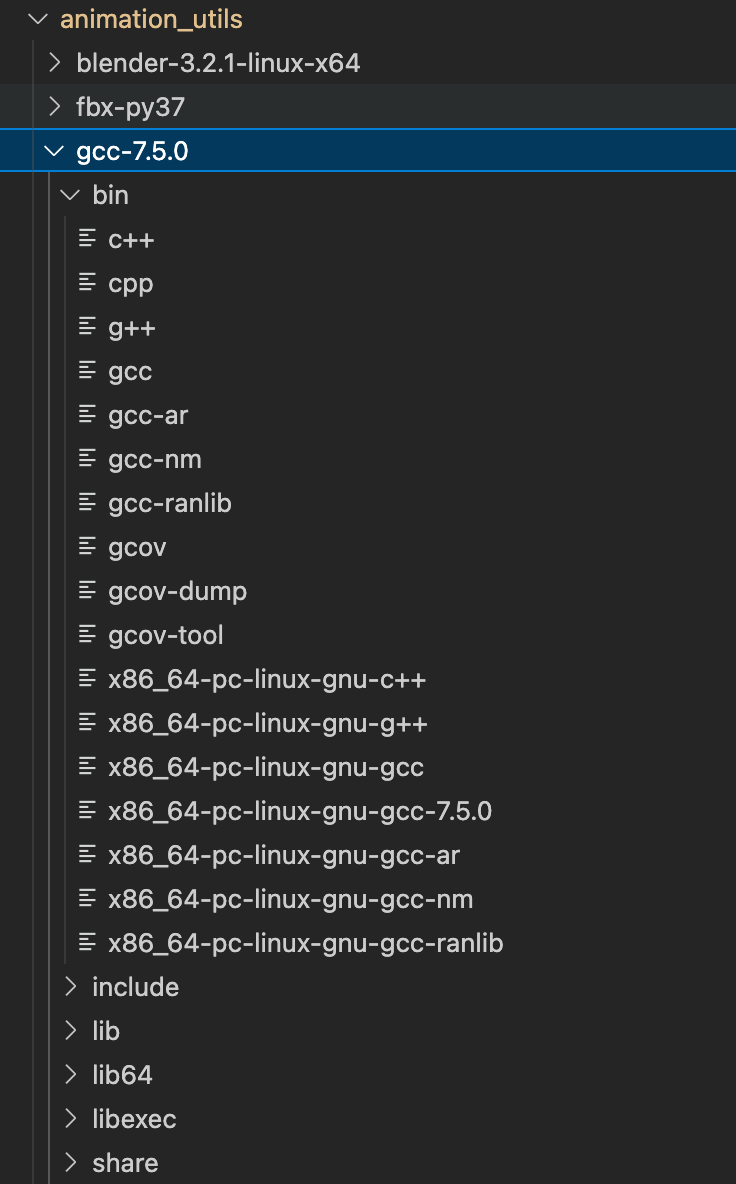 animation_utils
blender-3.2.1-linux-x64
fbx-py37
gcc-7.5.0
bin
c++
cpp
g++
gcc
gcc-ar
gcc-nm
gcc-ranlib
gcov
gcov-dump
gcov-tool
x86_64-pc-linux-gnu-c++
x86_64-pc-linux-gnu-g++
x86_64-pc-linux-gnu-gcc
x86_64-pc-linux-gnu-gcc-7.5.0
x86_64-pc-linux-gnu-gcc-ar
x86_64-pc-linux-gnu-gcc-nm
x86_64-pc-linux-gnu-gcc-ranlib
include
lib
lib64
libexec
share